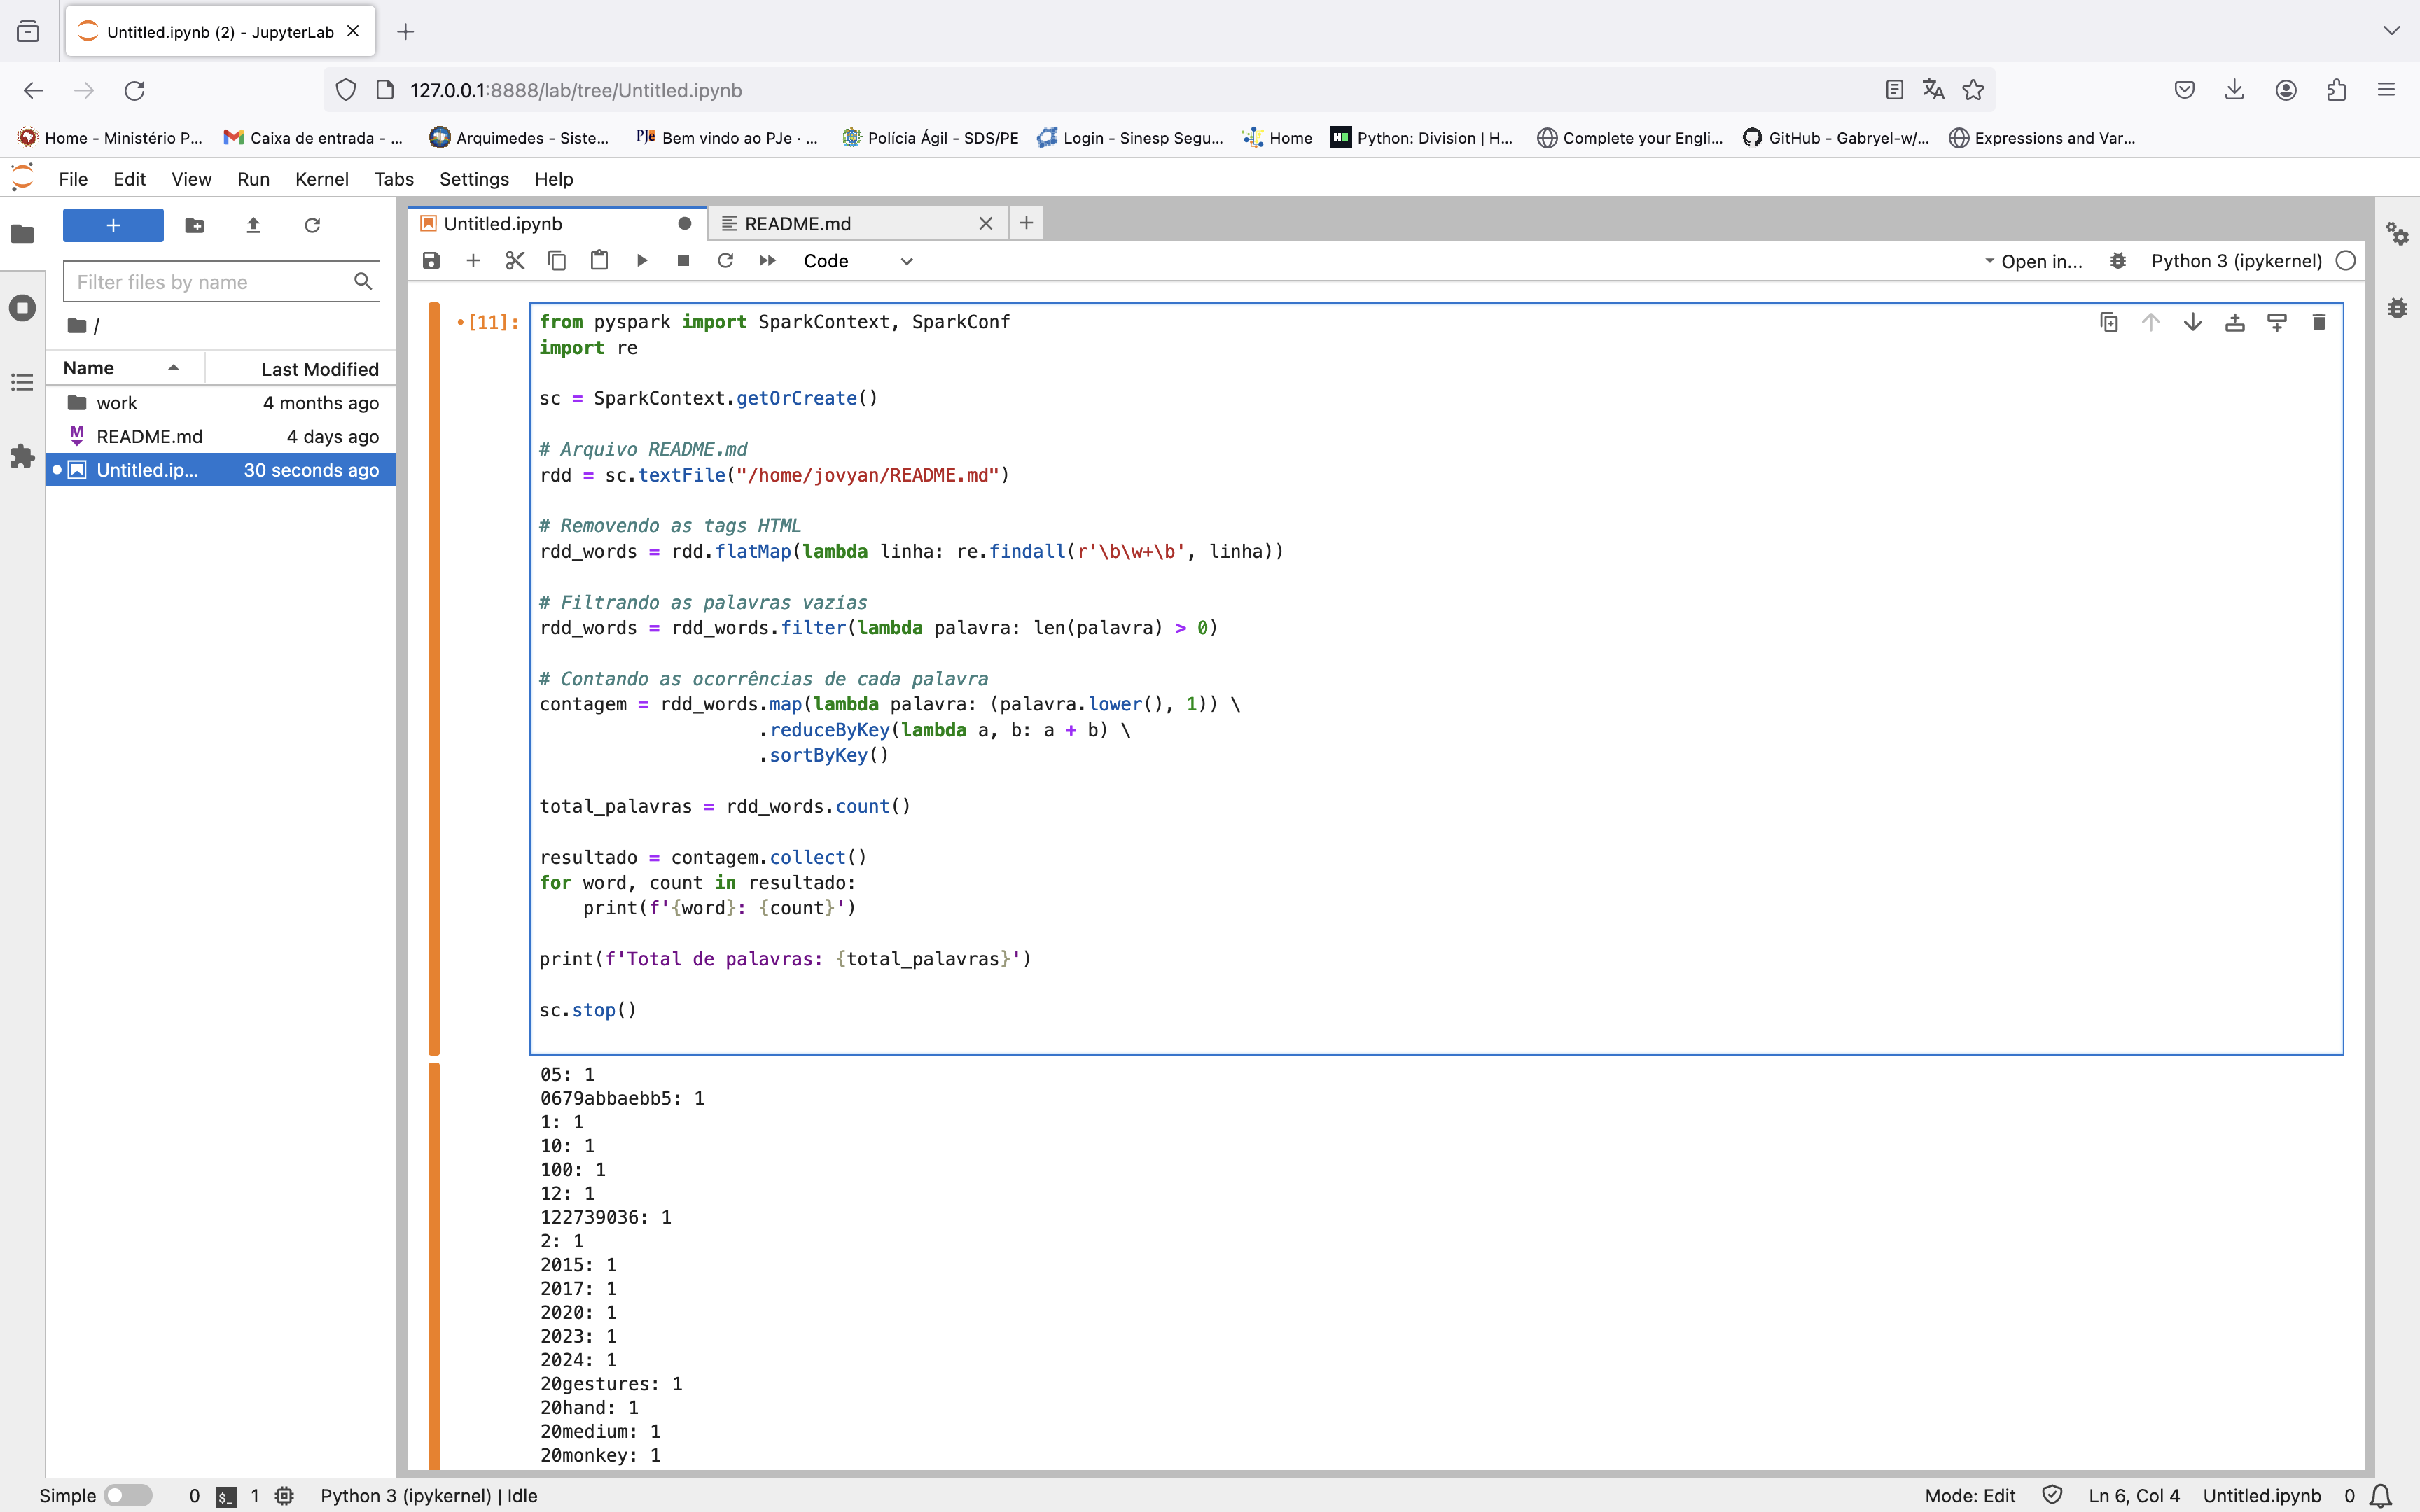 Untitled.ipynb (2) - JupyterLab
127.0.0.1:8888/lab/tree/Untitled.ipynb
Home - Ministério P... Caixa de entrada - ... Arquimedes - Siste... PJe Bem vindo ao PJe · ... Polícia Ágil - SDS/PE Login - Sinesp Segu... Home H Python: Division | H... Complete your Engli... GitHub - Gabryel-w/... Expressions and Var...
File Edit View Run Kernel Tabs Settings Help
Untitled.ipynb README.md
Code Open in... Python 3 (ipykernel)
Filter files by name
/
Name Last Modified
work 4 months ago
README.md 4 days ago
Untitled.ip... 30 seconds ago
[11]:
from pyspark import SparkContext, SparkConf
import re
sc = SparkContext.getOrCreate()
# Arquivo README.md
rdd = sc.textFile("/home/jovyan/README.md")
# Removendo as tags HTML
rdd_words = rdd.flatMap(lambda linha: re.findall(r'\b\w+\b', linha))
# Filtrando as palavras vazias
rdd_words = rdd_words.filter(lambda palavra: len(palavra) > 0)
# Contando as ocorrências de cada palavra
contagem = rdd_words.map(lambda palavra: (palavra.lower(), 1)) \
.reduceByKey(lambda a, b: a + b) \
.sortByKey()
total_palavras = rdd_words.count()
resultado = contagem.collect()
for word, count in resultado:
print(f'{word}: {count}')
print(f'Total de palavras: {total_palavras}')
sc.stop()
05: 1
0679abbaebb5: 1
1: 1
10: 1
100: 1
12: 1
122739036: 1
2: 1
2015: 1
2017: 1
2020: 1
2023: 1
2024: 1
20gestures: 1
20hand: 1
20medium: 1
20monkey: 1
Simple 0 $_ 1 Python 3 (ipykernel) | Idle Mode: Edit Ln 6, Col 4 Untitled.ipynb 0